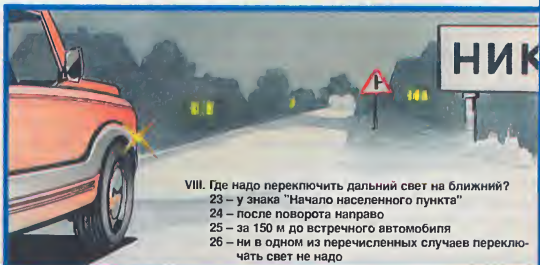 НИК
VIII. Где надо переключить дальний свет на ближний?
23 – у знака "Начало населенного пункта"
24 – после поворота направо
25 – за 150 м до встречного автомобиля
26 – ни в одном из перечисленных случаев переклю-
чать свет не надо